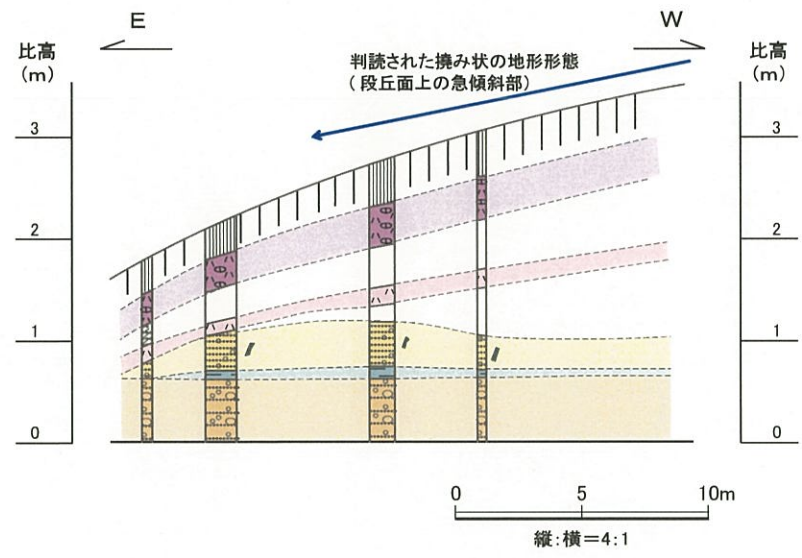 E
W
比高
(m)
比高
(m)
判読された撓み状の地形形態
(段丘面上の急傾斜部)
3
3
2
2
1
1
0
0
0 5 10m
縦:横=4:1